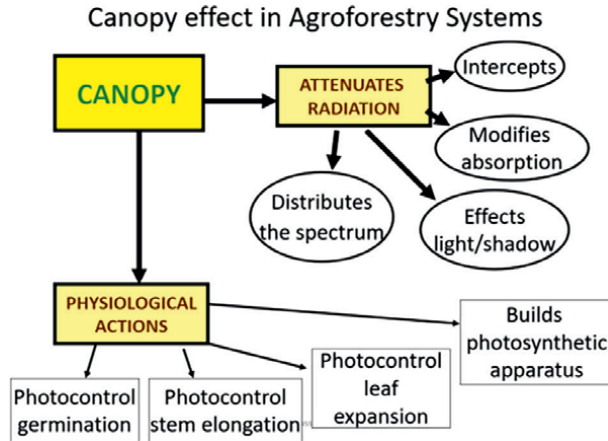 Canopy effect in Agroforestry Systems
CANOPY
ATTENUATES
RADIATION
Intercepts
Modifies
absorption
Distributes
the spectrum
Effects
light/shadow
PHYSIOLOGICAL
ACTIONS
Builds
photosynthetic
apparatus
Photocontrol
leaf
expansion
Photocontrol
germination
Photocontrol
stem elongation